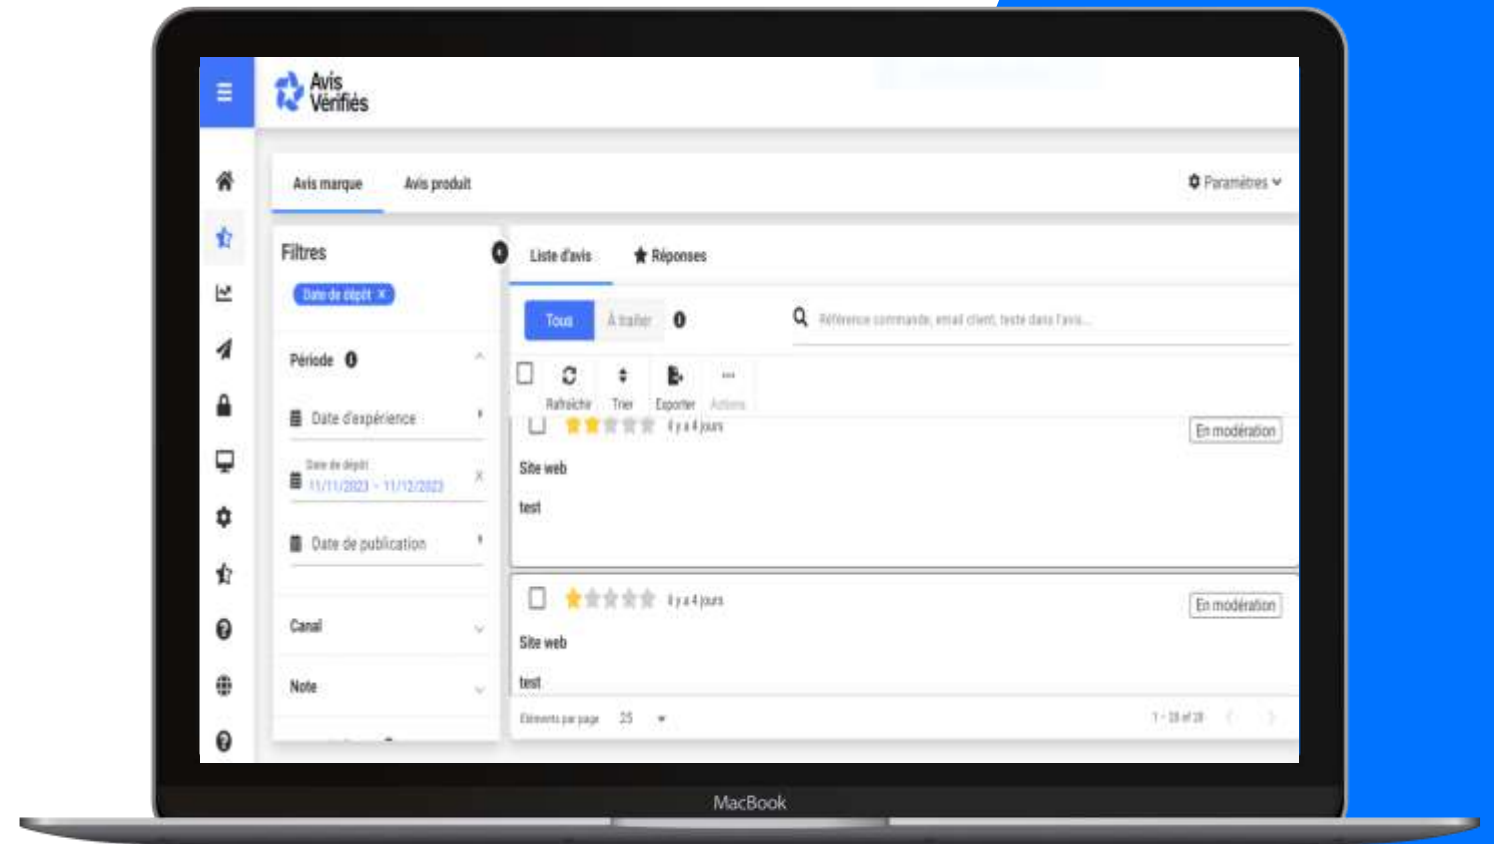 Avis
Vérifiés
Avis marque
Avis produit
Paramètres
Filtres
Date de dépôt ×
Période
Date d'expérience
Date de dépôt
11/11/2023 - 11/12/2023
Date de publication
Canal
Note
Liste d'avis
Réponses
Tous
À traiter
Référence commande, email client, texte dans l'avis...
Rafraîchir
Trier
Exporter
Actions
il y a 4 jours
En modération
Site web
test
il y a 4 jours
En modération
Site web
test
Éléments par page
25
MacBook